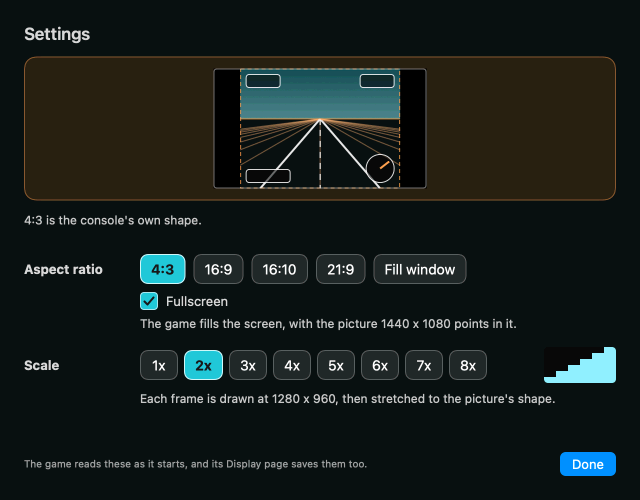 Settings
4:3 is the console's own shape.
Aspect ratio
4:3
16:9
16:10
21:9
Fill window
Fullscreen
The game fills the screen, with the picture 1440 x 1080 points in it.
Scale
1x
2x
3x
4x
5x
6x
7x
8x
Each frame is drawn at 1280 x 960, then stretched to the picture's shape.
The game reads these as it starts, and its Display page saves them too.
Done